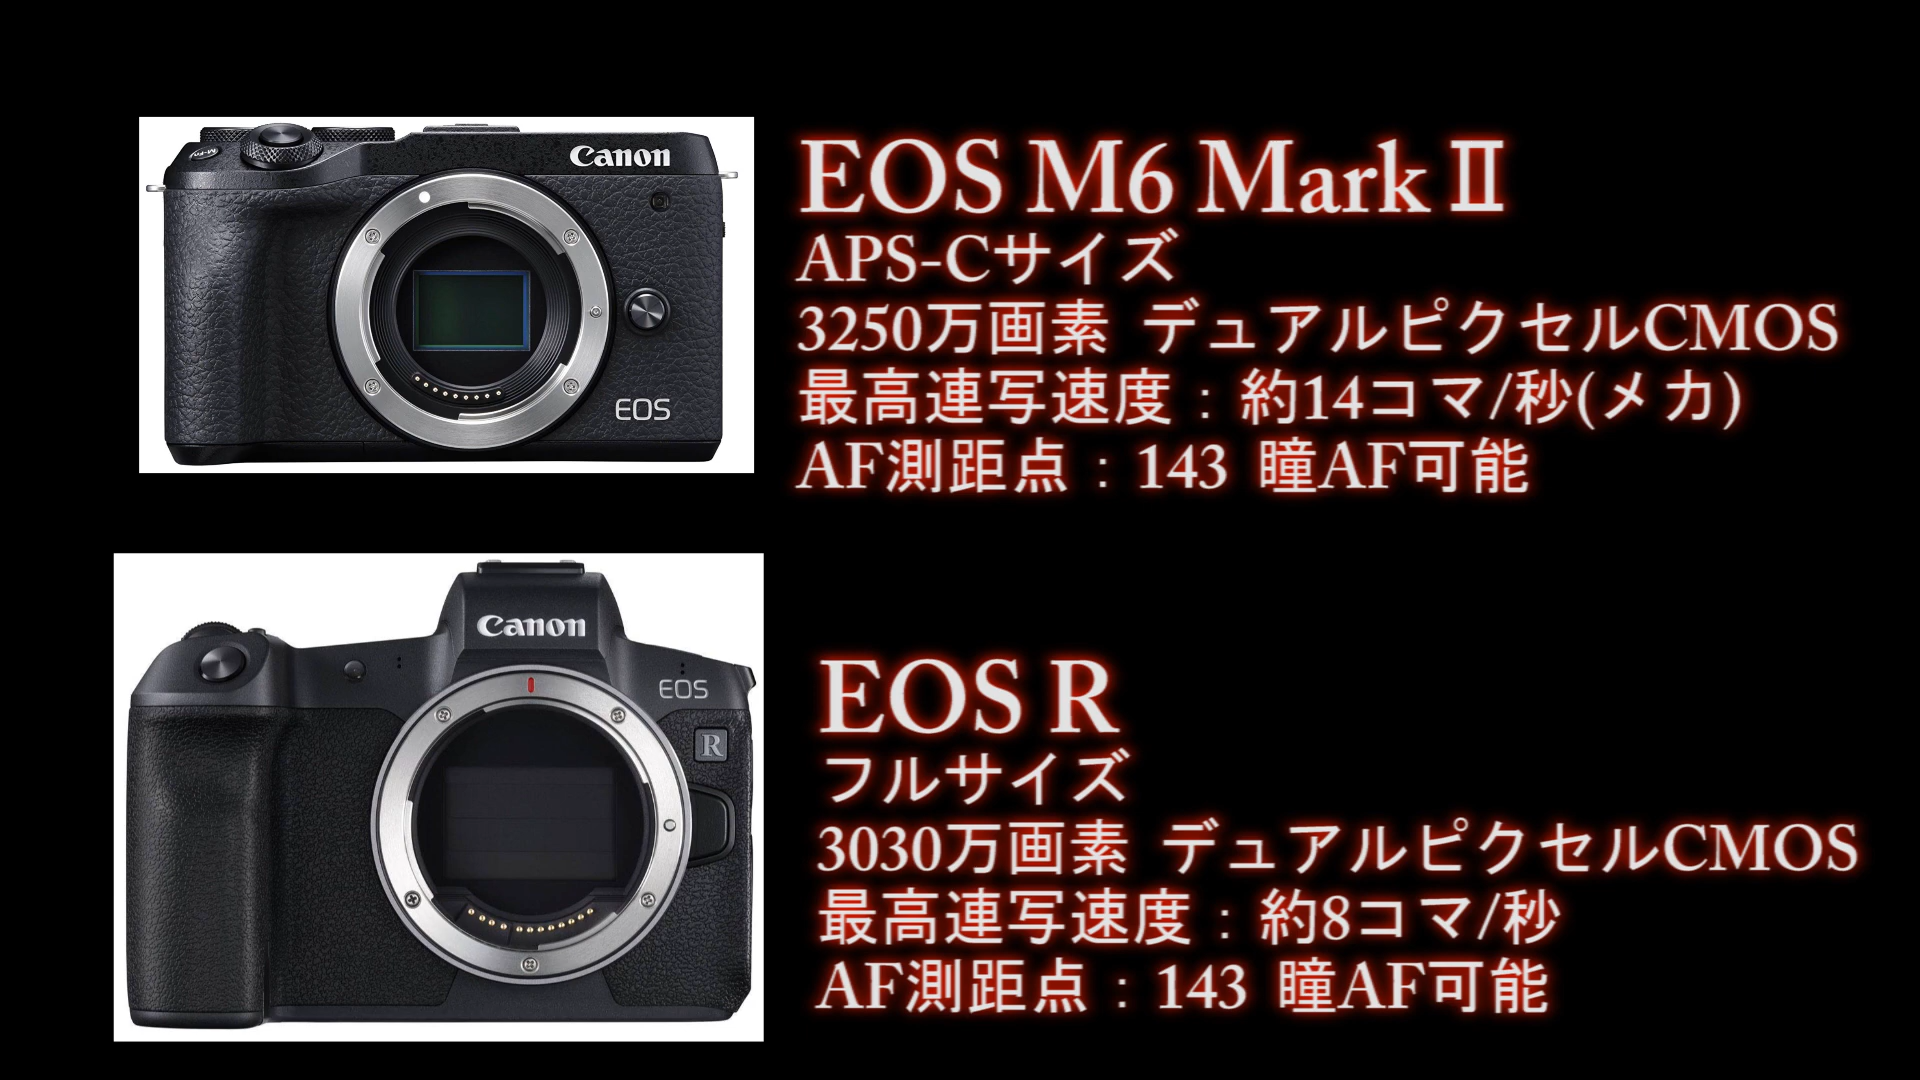 Canon
EOS
M-Fn
EOS M6 Mark Ⅱ
APS-Cサイズ
3250万画素 デュアルピクセルCMOS
最高連写速度：約14コマ/秒(メカ)
AF測距点：143 瞳AF可能
Canon
EOS
R
EOS R
フルサイズ
3030万画素 デュアルピクセルCMOS
最高連写速度：約8コマ/秒
AF測距点：143 瞳AF可能